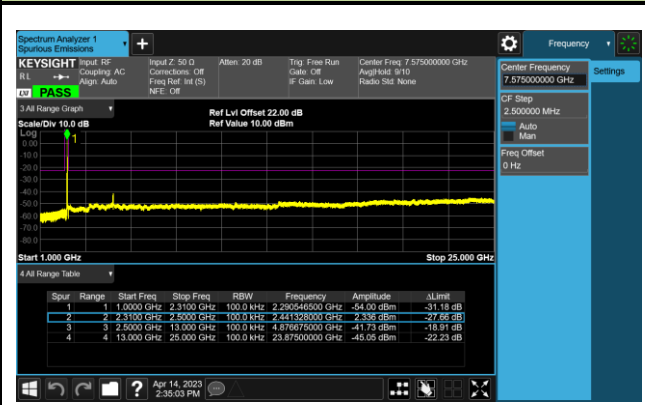 Spectrum Analyzer 1
Spurious Emissions
Frequency
KEYSIGHT
Input: RF
Input Z: 50 Ω
Atten: 20 dB
Trig: Free Run
Center Freq: 7.575000000 GHz
R L
Coupling: AC
Corrections: Off
Gate: Off
Avg|Hold: 9/10
Align: Auto
Freq Ref: Int (S)
IF Gain: Low
Radio Std: None
NFE: Off
PASS
Center Frequency
7.575000000 GHz
Settings
CF Step
2.500000 MHz
Auto
Man
Freq Offset
0 Hz
3 All Range Graph
Ref Lvl Offset 22.00 dB
Scale/Div 10.0 dB
Ref Value 10.00 dBm
Log
1
0.00
-10.0
-20.0
-30.0
-40.0
-50.0
-60.0
-70.0
-80.0
Start 1.000 GHz
Stop 25.000 GHz
4 All Range Table
Spur Range Start Freq Stop Freq RBW Frequency Amplitude ΔLimit
1 1 1.0000 GHz 2.3100 GHz 100.0 kHz 2.290546500 GHz -54.00 dBm -31.18 dB
2 2 2.3100 GHz 2.5000 GHz 100.0 kHz 2.441328000 GHz 2.336 dBm -27.66 dB
3 3 2.5000 GHz 13.000 GHz 100.0 kHz 4.876675000 GHz -41.73 dBm -18.91 dB
4 4 13.000 GHz 25.000 GHz 100.0 kHz 23.87500000 GHz -45.05 dBm -22.23 dB
Apr 14, 2023
2:35:03 PM